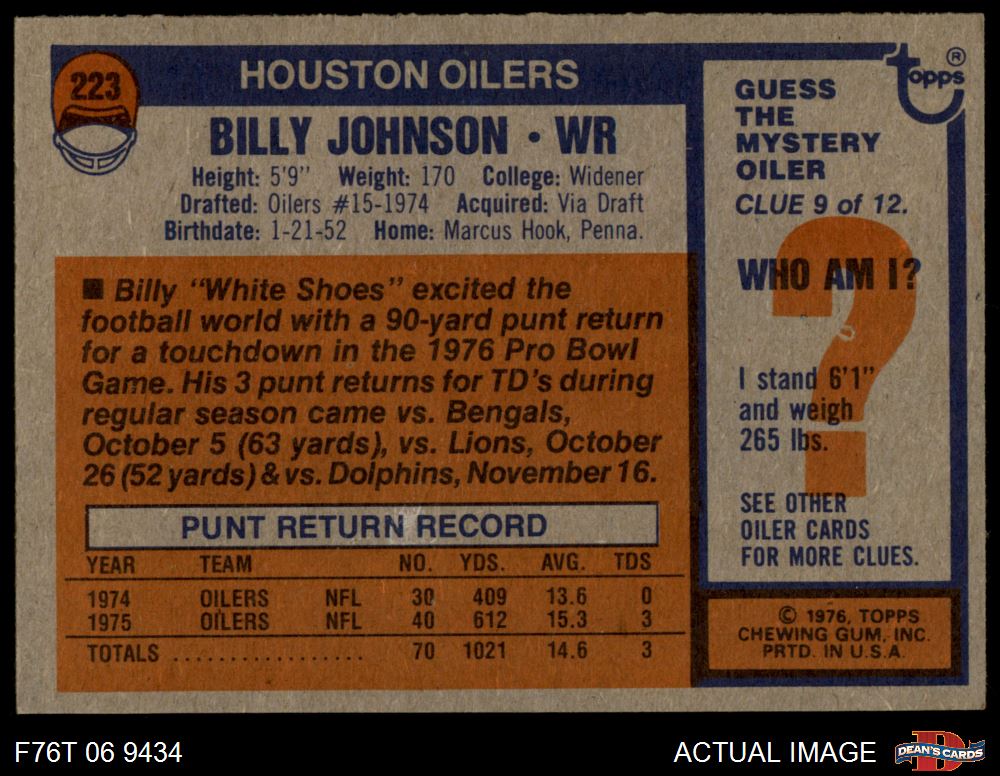 223
HOUSTON OILERS
BILLY JOHNSON • WR
Height: 5'9" Weight: 170 College: Widener
Drafted: Oilers #15-1974 Acquired: Via Draft
Birthdate: 1-21-52 Home: Marcus Hook, Penna.
■ Billy "White Shoes" excited the
football world with a 90-yard punt return
for a touchdown in the 1976 Pro Bowl
Game. His 3 punt returns for TD's during
regular season came vs. Bengals,
October 5 (63 yards), vs. Lions, October
26 (52 yards) & vs. Dolphins, November 16.
PUNT RETURN RECORD
YEAR TEAM NO. YDS. AVG. TDS
1974 OILERS NFL 30 409 13.6 0
1975 OILERS NFL 40 612 15.3 3
TOTALS .................. 70 1021 14.6 3
topps ®
GUESS
THE
MYSTERY
OILER
CLUE 9 of 12.
WHO AM I?
?
I stand 6'1"
and weigh
265 lbs.
SEE OTHER
OILER CARDS
FOR MORE CLUES.
© 1976, TOPPS
CHEWING GUM, INC.
PRTD. IN U.S.A.
F76T 06 9434
ACTUAL IMAGE
DEAN'S CARDS